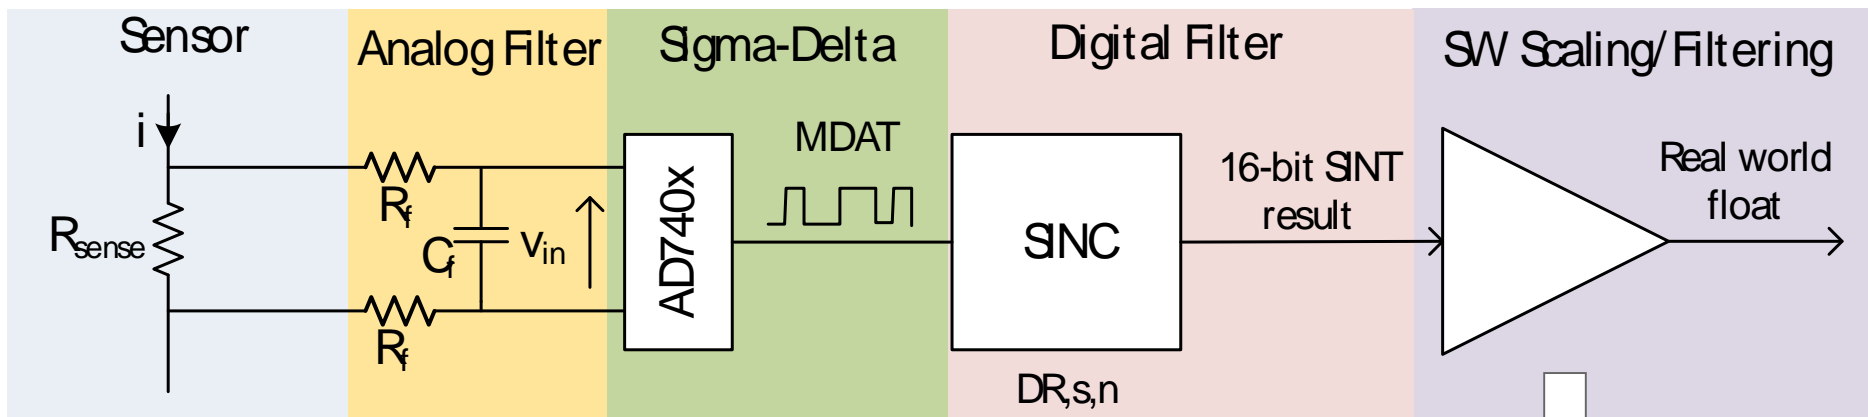 Sensor
Analog Filter
Sigma-Delta
Digital Filter
SW Scaling/Filtering
i
Rsense
Rf
Cf
Rf
vin
AD740x
MDAT
SINC
DR,s,n
16-bit SINT
result
Real world
float